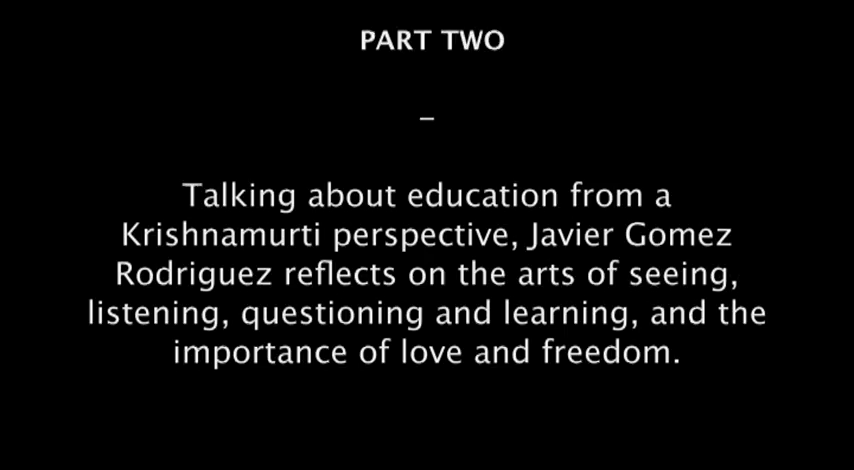 PART TWO
–
Talking about education from a
Krishnamurti perspective, Javier Gomez
Rodriguez reflects on the arts of seeing,
listening, questioning and learning, and the
importance of love and freedom.